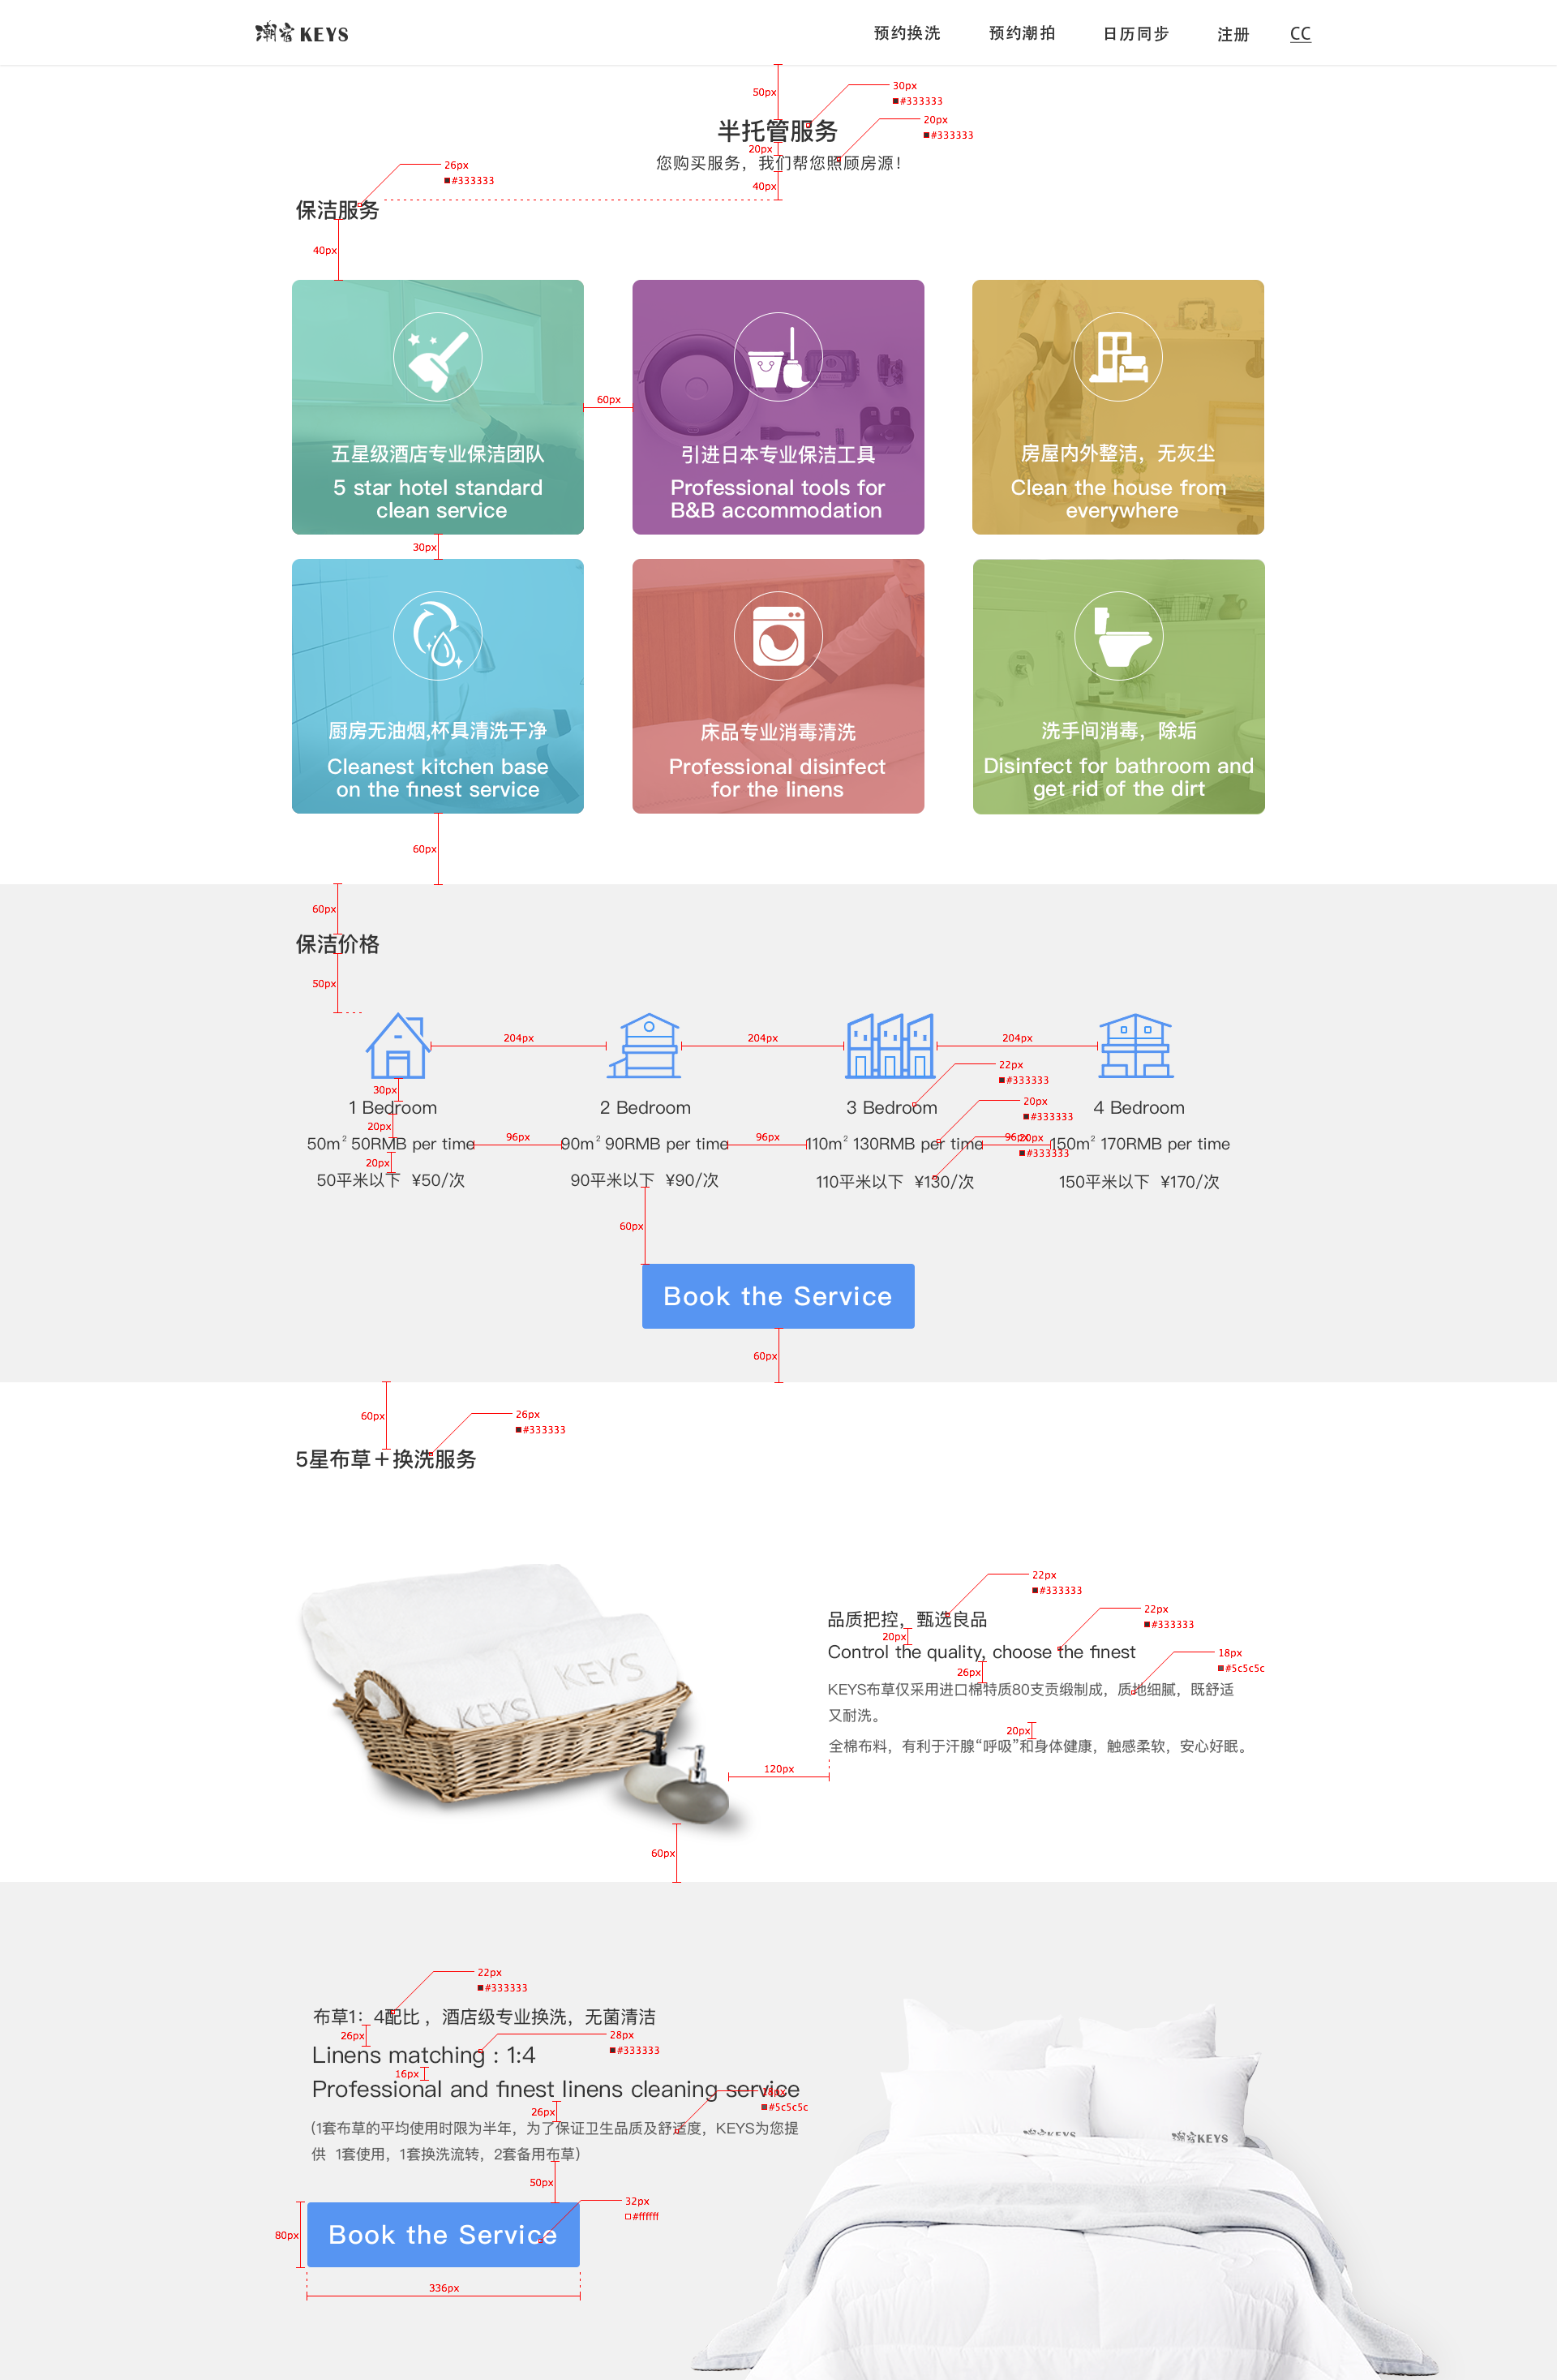 潮宿 KEYS
预约换洗
预约潮拍
日历同步
注册
CC
50px
30px
#333333
半托管服务
20px
#333333
20px
您购买服务，我们帮您照顾房源！
26px
#333333
40px
保洁服务
40px
五星级酒店专业保洁团队
5 star hotel standard
clean service
60px
引进日本专业保洁工具
Professional tools for
B&B accommodation
房屋内外整洁，无灰尘
Clean the house from
everywhere
30px
厨房无油烟,杯具清洗干净
Cleanest kitchen base
on the finest service
床品专业消毒清洗
Professional disinfect
for the linens
洗手间消毒，除垢
Disinfect for bathroom and
get rid of the dirt
60px
60px
保洁价格
50px
204px
204px
204px
22px
#333333
30px
1 Bedroom
2 Bedroom
3 Bedroom
4 Bedroom
20px
#333333
20px
50m² 50RMB per time
96px
90m² 90RMB per time
96px
110m² 130RMB per time
96px
20px
#333333
150m² 170RMB per time
20px
50平米以下 ¥50/次
90平米以下 ¥90/次
110平米以下 ¥130/次
150平米以下 ¥170/次
60px
Book the Service
60px
60px
26px
#333333
5星布草＋换洗服务
KEYS
KEYS
22px
#333333
品质把控，甄选良品
22px
#333333
20px
Control the quality, choose the finest
18px
#5c5c5c
26px
KEYS布草仅采用进口棉特质80支贡缎制成，质地细腻，既舒适
又耐洗。
20px
全棉布料，有利于汗腺“呼吸”和身体健康，触感柔软，安心好眠。
120px
60px
22px
#333333
布草1：4配比 ，酒店级专业换洗，无菌清洁
26px
28px
#333333
Linens matching : 1:4
16px
Professional and finest linens cleaning service
18px
#5c5c5c
26px
(1套布草的平均使用时限为半年，为了保证卫生品质及舒适度，KEYS为您提
供 1套使用，1套换洗流转，2套备用布草)
50px
32px
#ffffff
80px
Book the Service
336px
潮宿KEYS
潮宿KEYS